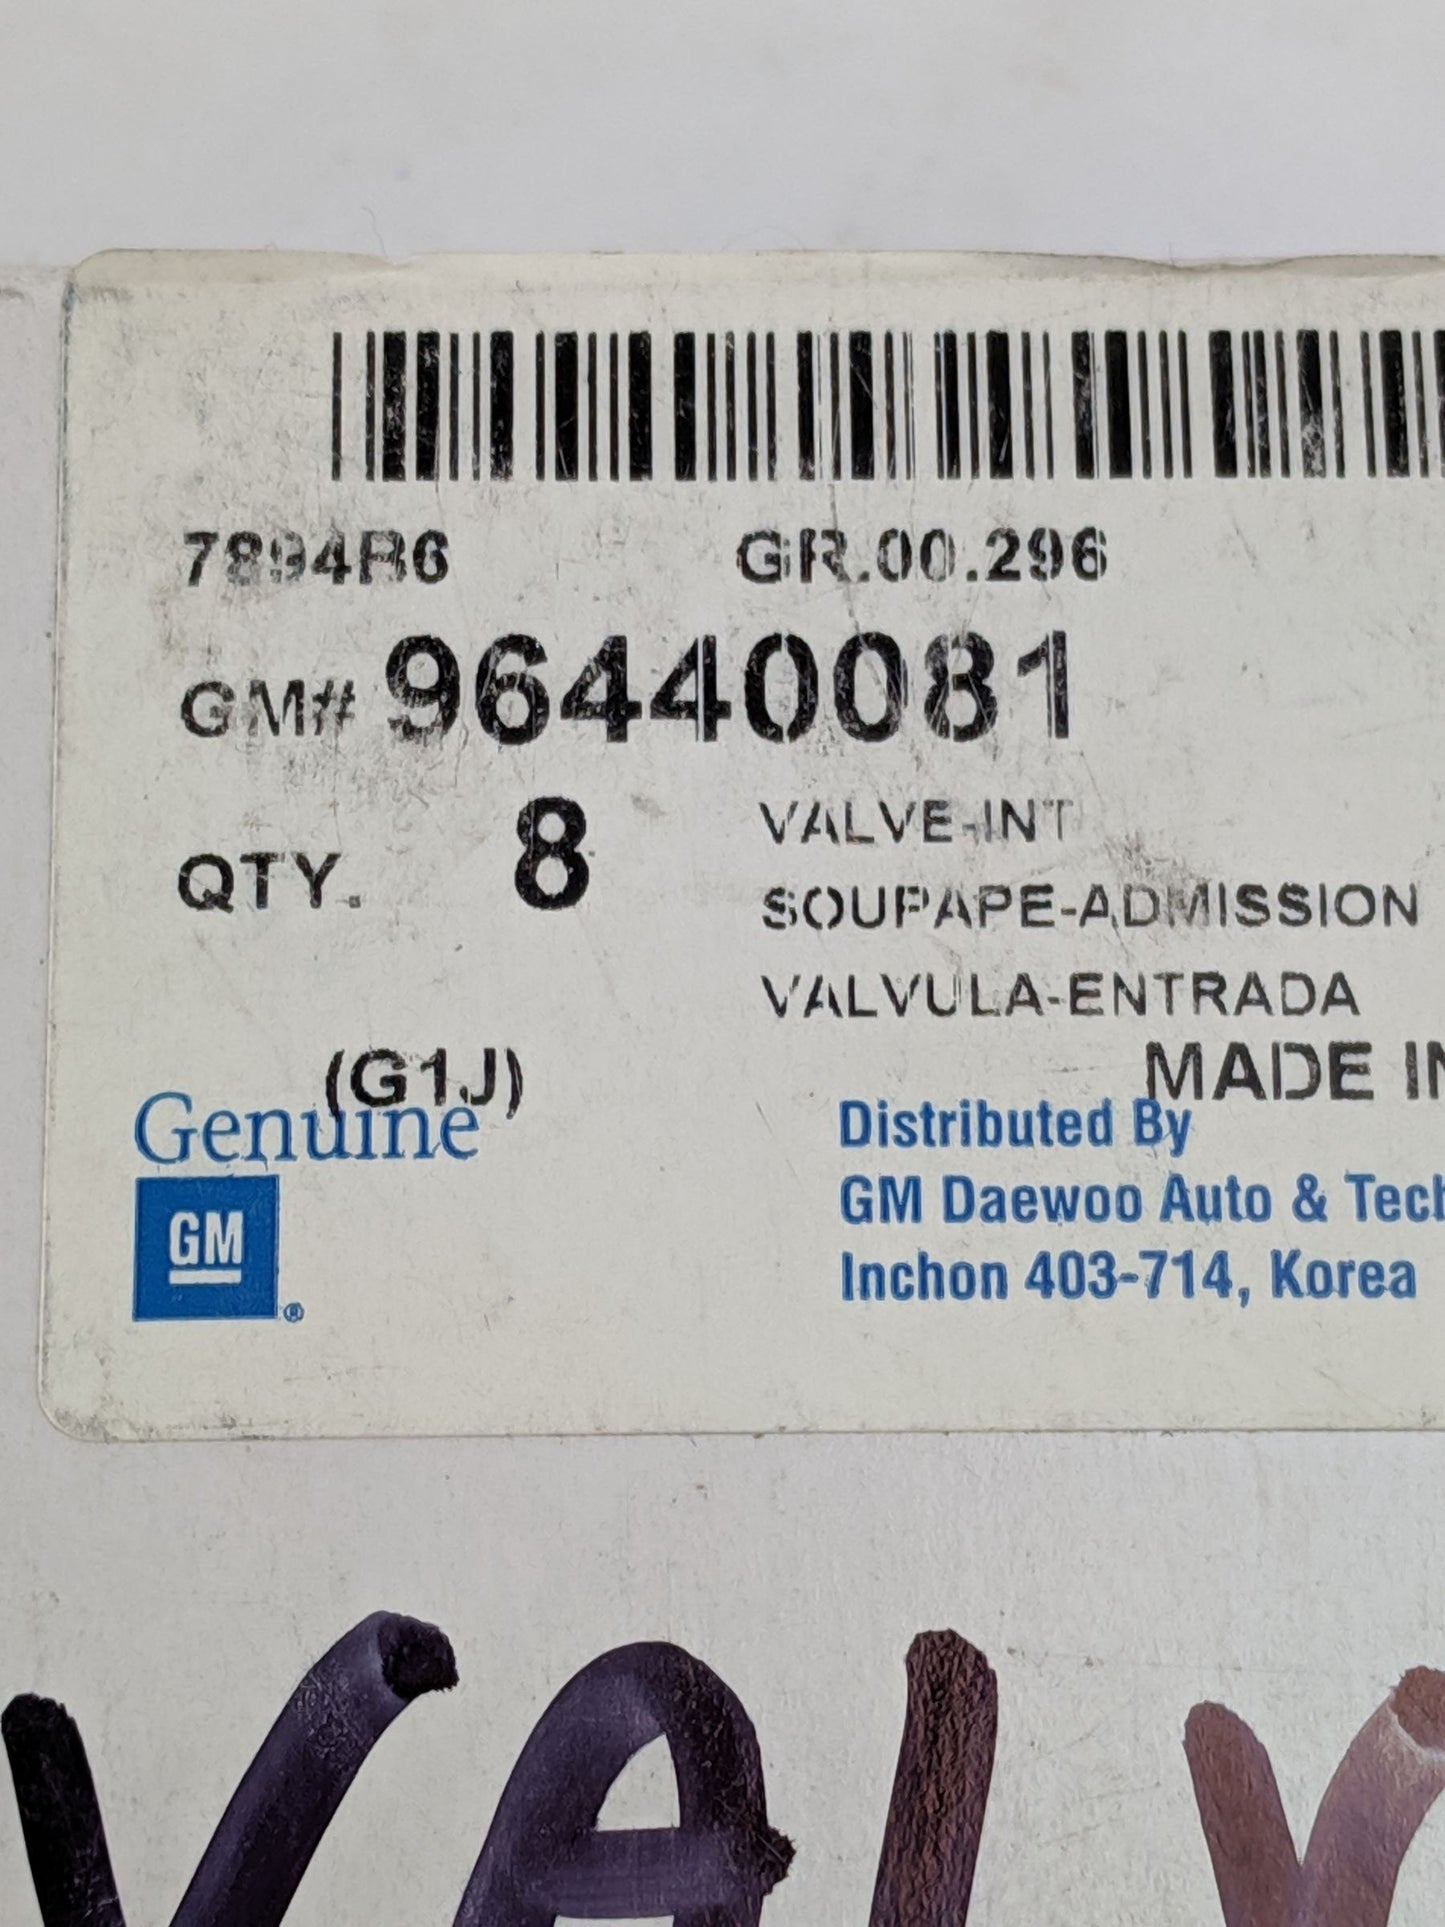 7894R6 GR.00.296
GM# 96440081
QTY. 8 VALVE-INT
SOUPAPE-ADMISSION
VALVULA-ENTRADA
(G1J) MADE IN
Genuine Distributed By
GM Daewoo Auto & Tech
GM ®
Inchon 403-714, Korea
VALV